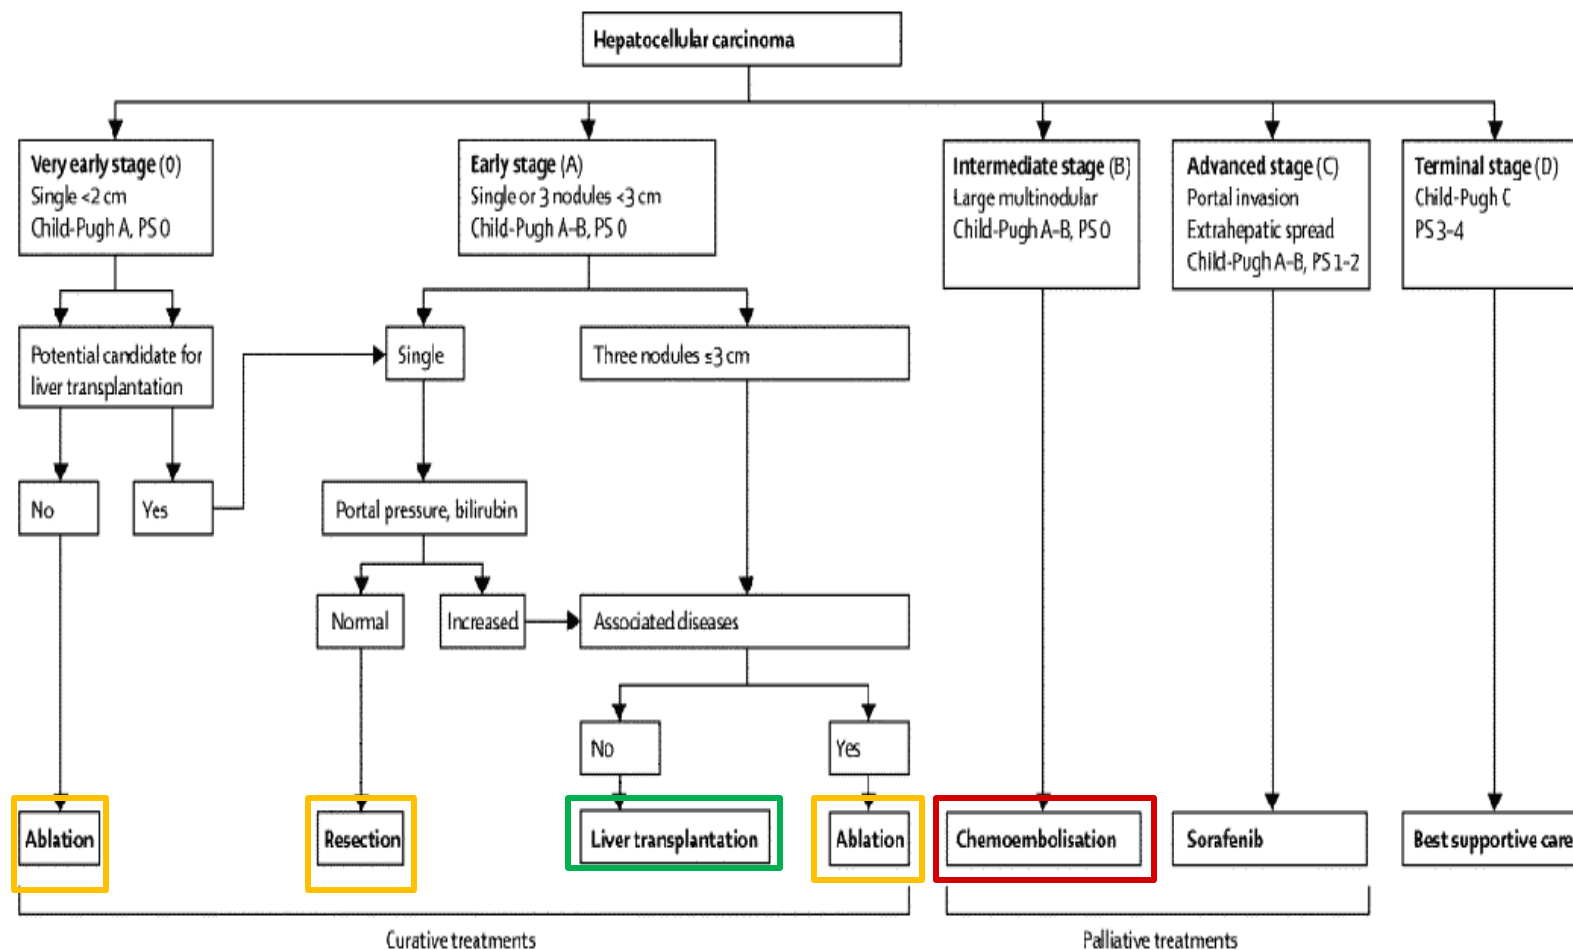 Hepatocellular carcinoma
Very early stage (0)
Single <2 cm
Child-Pugh A, PS 0
Early stage (A)
Single or 3 nodules <3 cm
Child-Pugh A–B, PS 0
Intermediate stage (B)
Large multinodular
Child-Pugh A–B, PS 0
Advanced stage (C)
Portal invasion
Extrahepatic spread
Child-Pugh A–B, PS 1–2
Terminal stage (D)
Child-Pugh C
PS 3–4
Potential candidate for
liver transplantation
Single
Three nodules ≤3 cm
No
Yes
Portal pressure, bilirubin
Normal
Increased
Associated diseases
No
Yes
Ablation
Resection
Liver transplantation
Ablation
Chemoembolisation
Sorafenib
Best supportive care
Curative treatments
Palliative treatments